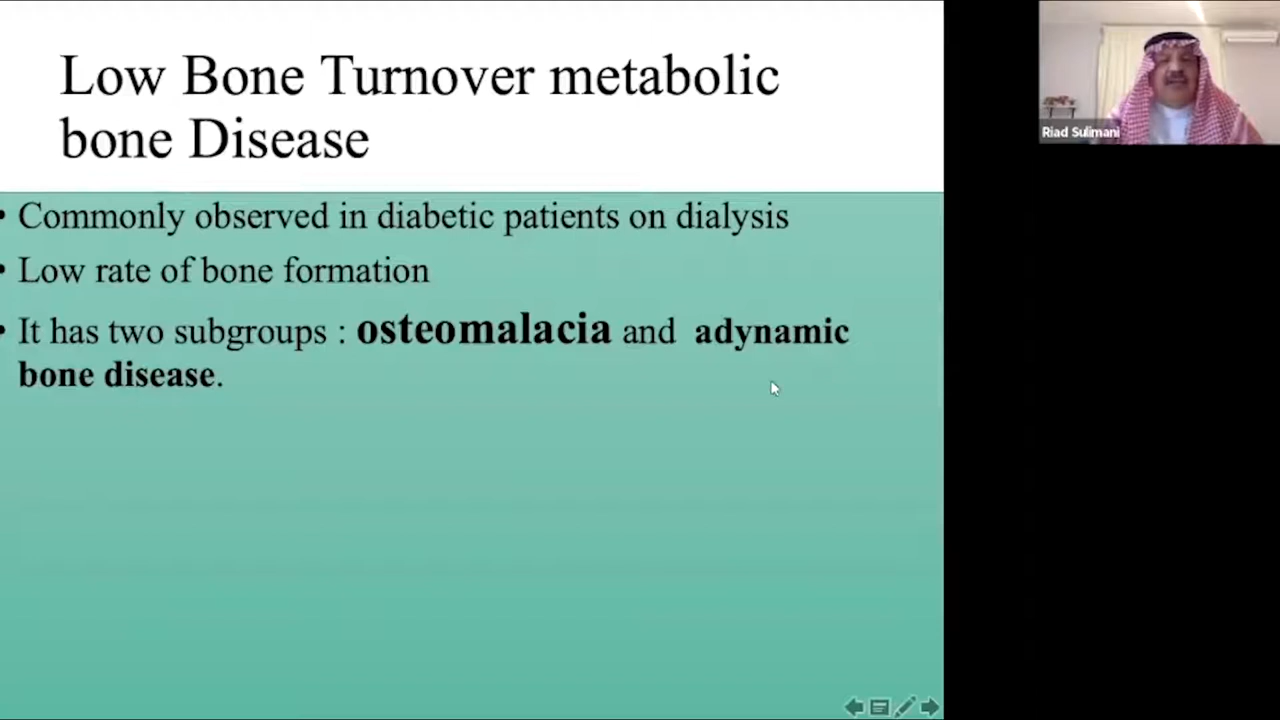 Low Bone Turnover metabolic
bone Disease
• Commonly observed in diabetic patients on dialysis
• Low rate of bone formation
• It has two subgroups : osteomalacia and adynamic
bone disease.
Riad Sulimani